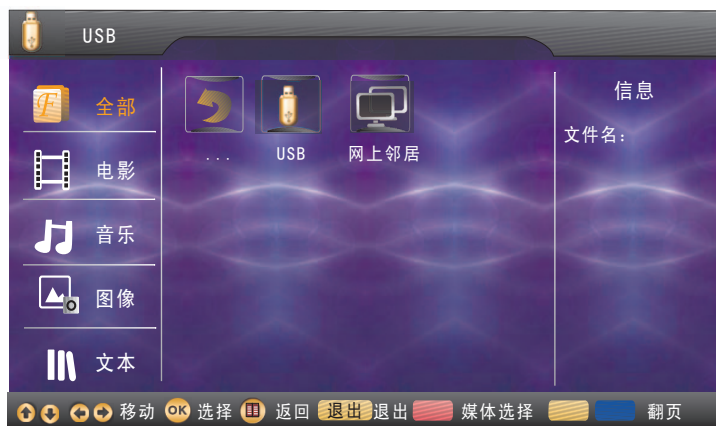 USB
全部
电影
音乐
图像
文本
...
USB
网上邻居
信息
文件名:
移动 OK 选择 返回 退出 退出 媒体选择 翻页